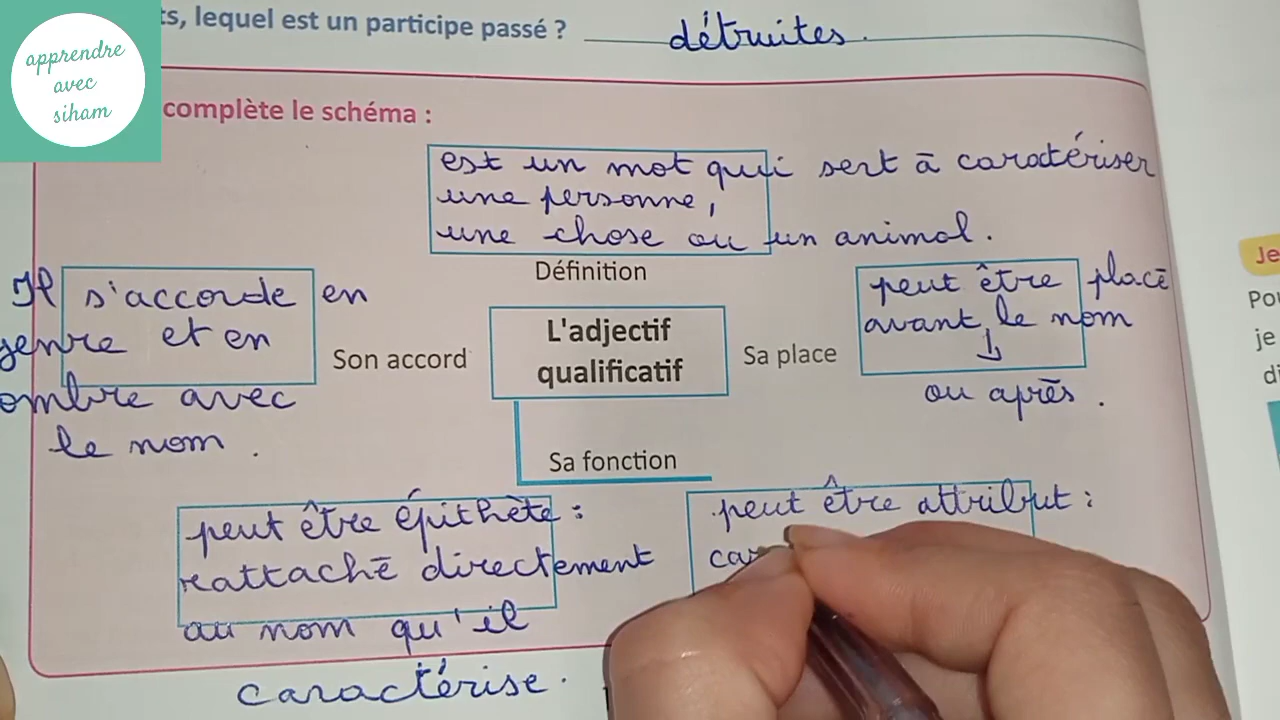 apprendre
avec
siham
ts, lequel est un participe passé ? détruites.
complète le schéma :
est un mot qui sert à caractériser
une personne,
une chose ou un animal.
Définition
Il s'accorde en
genre et en
ombre avec
le nom.
Son accord
L'adjectif
qualificatif
Sa place
peut être placé
avant le nom
ou après.
Sa fonction
peut être épithète :
rattaché directement
au nom qu'il
caractérise.
peut être attribut :
car
Je
Pou
je
di